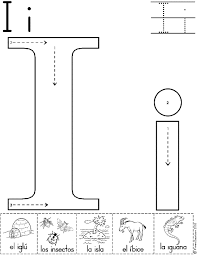 I i
I i
I i
el iglú
los insectos
la isla
el íbice
la iguana